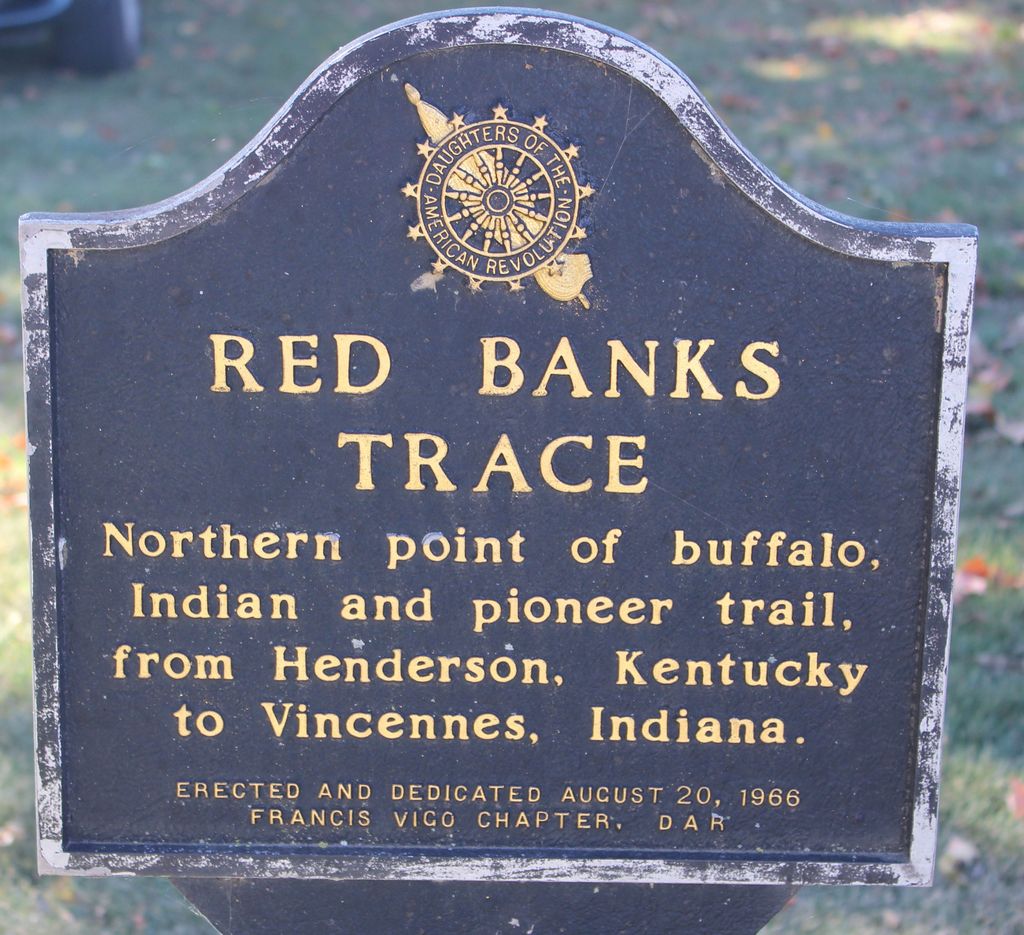 DAUGHTERS OF THE
AMERICAN REVOLUTION
RED BANKS
TRACE
Northern point of buffalo,
Indian and pioneer trail,
from Henderson, Kentucky
to Vincennes, Indiana.
ERECTED AND DEDICATED AUGUST 20, 1966
FRANCIS VIGO CHAPTER, DAR